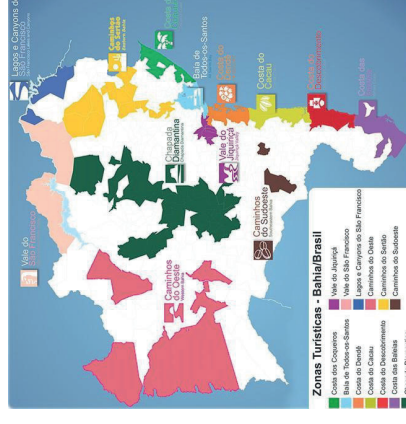 Lagos e Canyons do
São Francisco
Caminhos
do Sertão
Costa dos
Baía de
Todos-os-Santos
Costa do
Dendê
Costa do
Cacau
Costa do
Descobrimento
Costa das
Vale do
São Francisco
Chapada
Diamantina
Vale do
Jiquiriçá
Caminhos
do Oeste
Caminhos
do Sudoeste
Zonas Turísticas - Bahia/Brasil
Costa dos Coqueiros
Baía de Todos-os-Santos
Costa do Dendê
Costa do Cacau
Costa do Descobrimento
Costa das Baleias
Vale do Jiquiriçá
Vale do São Francisco
Lagos e Canyons do São Francisco
Caminhos do Oeste
Caminhos do Sertão
Caminhos do Sudoeste